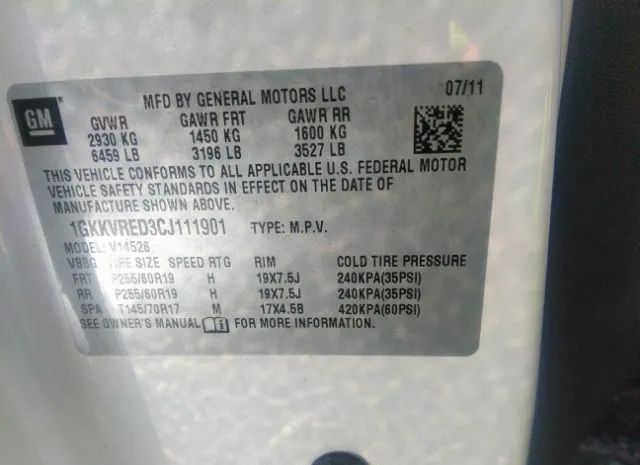 GM
MFD BY GENERAL MOTORS LLC 07/11
GVWR GAWR FRT GAWR RR
2930 KG 1450 KG 1600 KG
6459 LB 3196 LB 3527 LB
THIS VEHICLE CONFORMS TO ALL APPLICABLE U.S. FEDERAL MOTOR
VEHICLE SAFETY STANDARDS IN EFFECT ON THE DATE OF
MANUFACTURE SHOWN ABOVE.
1GKKVRED3CJ111901 TYPE: M.P.V.
MODEL: V14526
VBBG TIRE SIZE SPEED RTG RIM COLD TIRE PRESSURE
FRT P255/60R19 H 19X7.5J 240KPA(35PSI)
RR P255/60R19 H 19X7.5J 240KPA(35PSI)
SPA T145/70R17 M 17X4.5B 420KPA(60PSI)
SEE OWNER'S MANUAL FOR MORE INFORMATION.